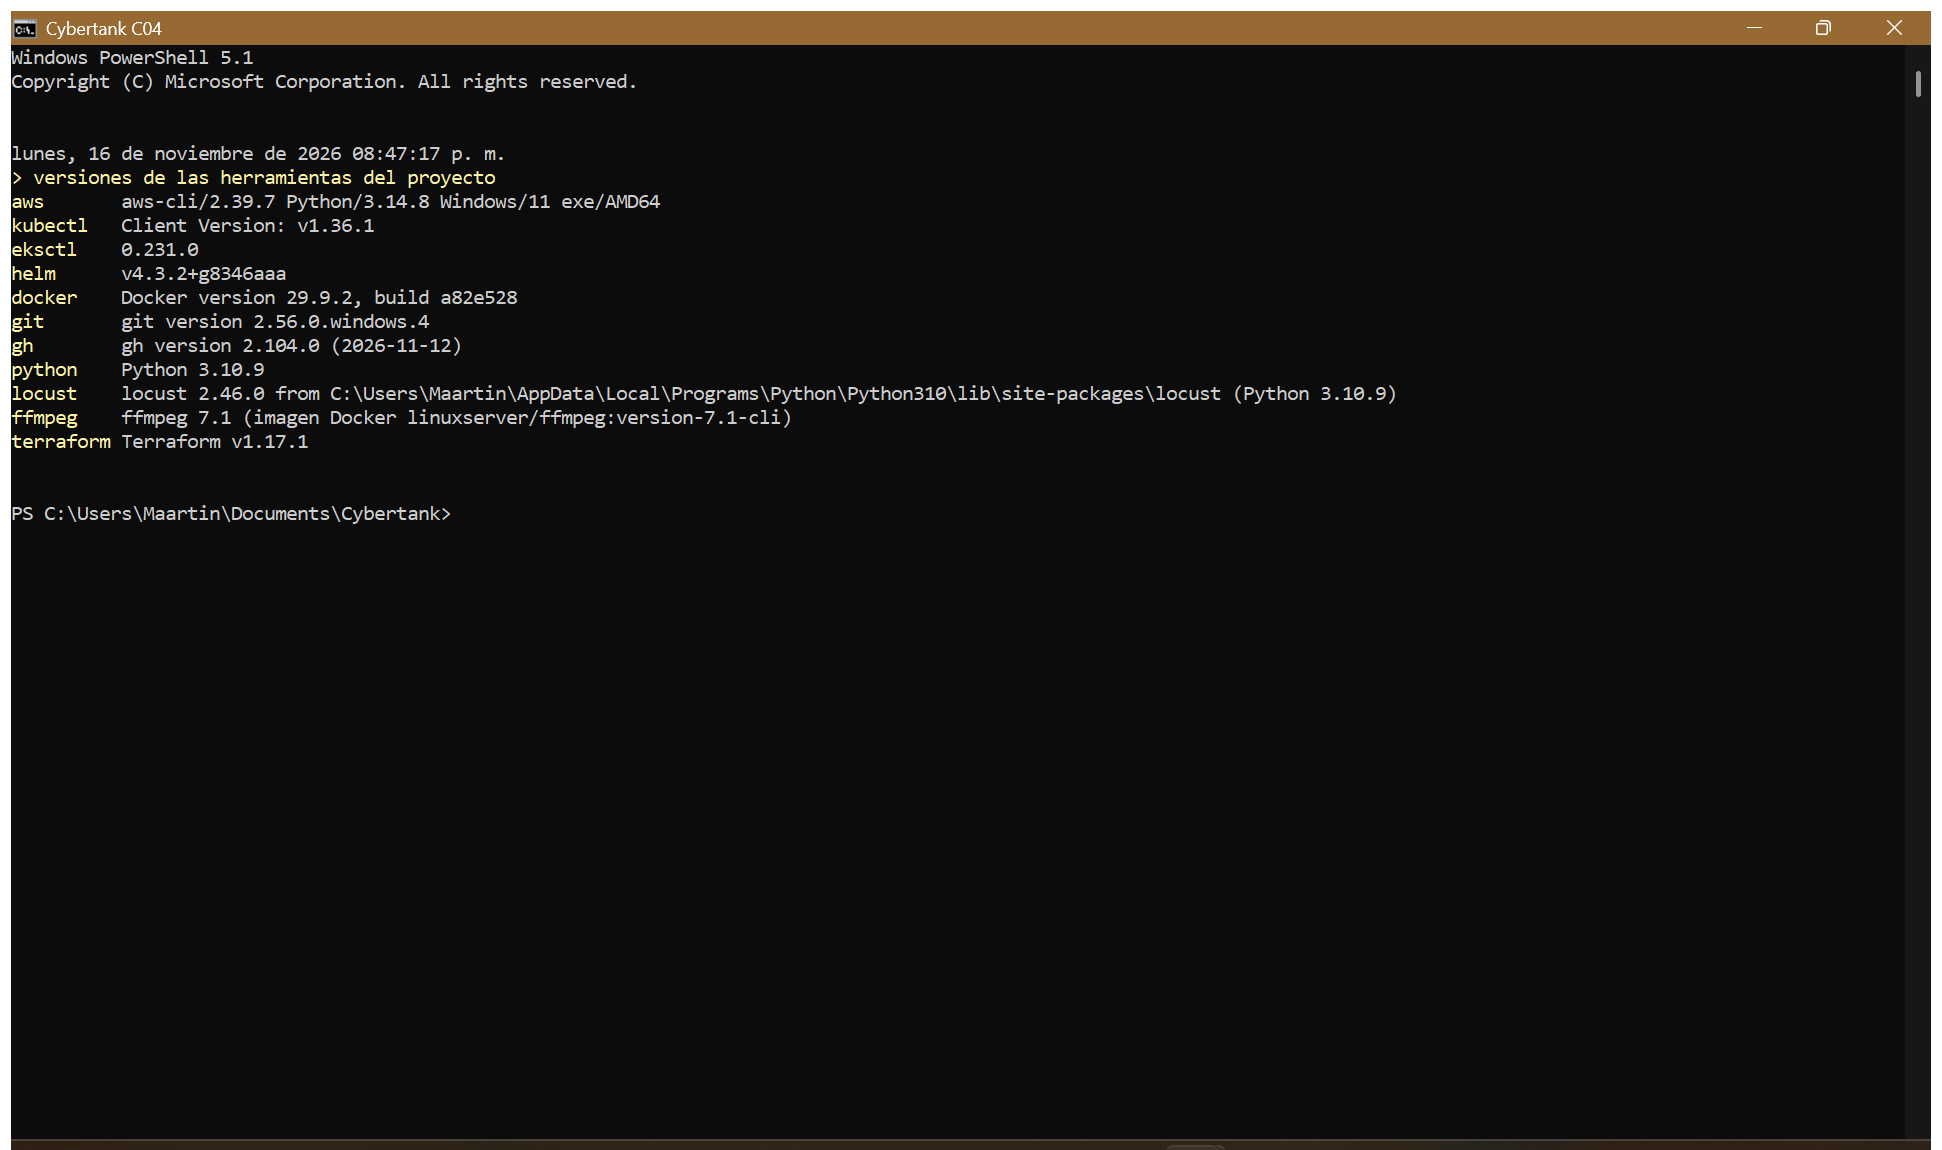 Cybertank C04
Windows PowerShell 5.1
Copyright (C) Microsoft Corporation. All rights reserved.
lunes, 16 de noviembre de 2026 08:47:17 p. m.
> versiones de las herramientas del proyecto
aws       aws-cli/2.39.7 Python/3.14.8 Windows/11 exe/AMD64
kubectl   Client Version: v1.36.1
eksctl    0.231.0
helm      v4.3.2+g8346aaa
docker    Docker version 29.9.2, build a82e528
git       git version 2.56.0.windows.4
gh        gh version 2.104.0 (2026-11-12)
python    Python 3.10.9
locust    locust 2.46.0 from C:\Users\Maartin\AppData\Local\Programs\Python\Python310\lib\site-packages\locust (Python 3.10.9)
ffmpeg    ffmpeg 7.1 (imagen Docker linuxserver/ffmpeg:version-7.1-cli)
terraform Terraform v1.17.1
PS C:\Users\Maartin\Documents\Cybertank>